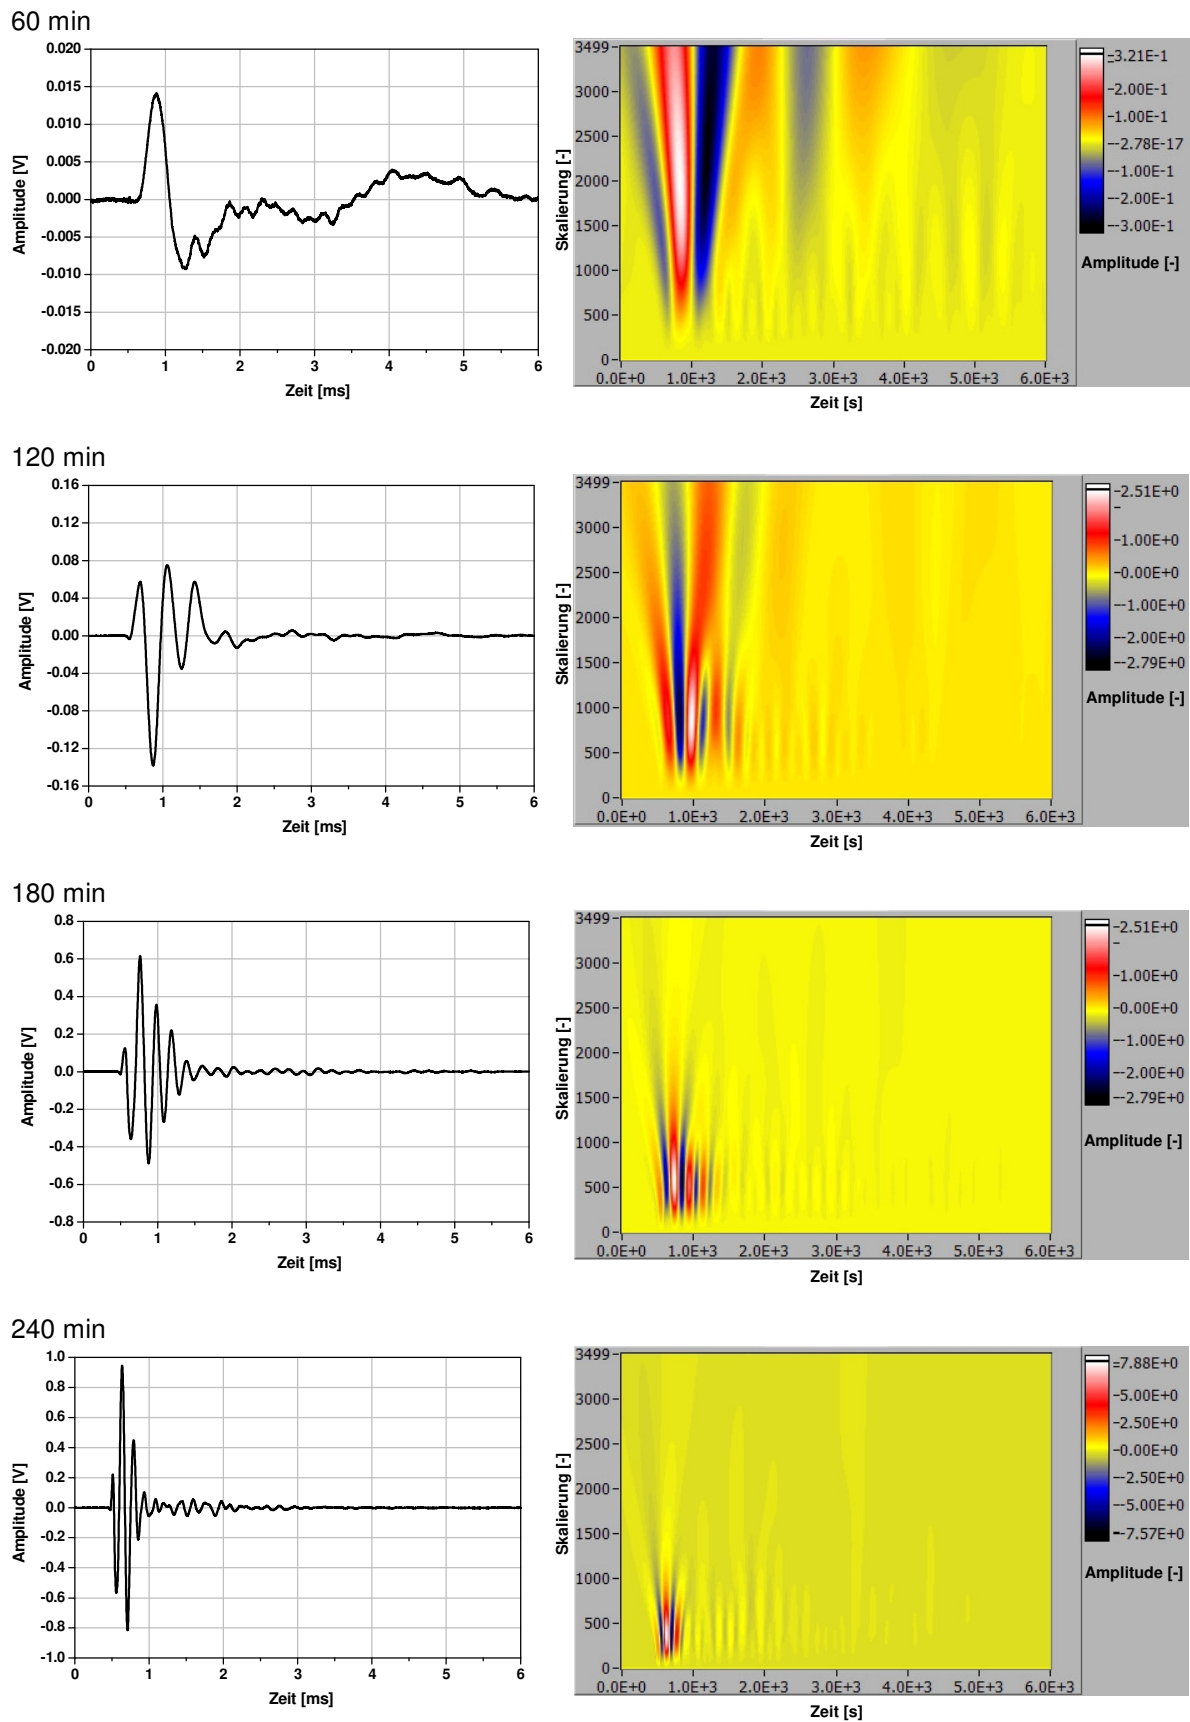 60 min
0.020
0.015
0.010
0.005
0.000
-0.005
-0.010
-0.015
-0.020
Amplitude [V]
0 1 2 3 4 5 6
Zeit [ms]
3499
3000
2500
2000
1500
1000
500
0
Skalierung [-]
0.0E+0 1.0E+3 2.0E+3 3.0E+3 4.0E+3 5.0E+3 6.0E+3
Zeit [s]
3.21E-1
2.00E-1
1.00E-1
-2.78E-17
-1.00E-1
-2.00E-1
-3.00E-1
Amplitude [-]
120 min
0.16
0.12
0.08
0.04
0.00
-0.04
-0.08
-0.12
-0.16
Amplitude [V]
0 1 2 3 4 5 6
Zeit [ms]
3499
3000
2500
2000
1500
1000
500
0
Skalierung [-]
0.0E+0 1.0E+3 2.0E+3 3.0E+3 4.0E+3 5.0E+3 6.0E+3
Zeit [s]
2.51E+0
1.00E+0
0.00E+0
-1.00E+0
-2.00E+0
-2.79E+0
Amplitude [-]
180 min
0.8
0.6
0.4
0.2
0.0
-0.2
-0.4
-0.6
-0.8
Amplitude [V]
0 1 2 3 4 5 6
Zeit [ms]
3499
3000
2500
2000
1500
1000
500
0
Skalierung [-]
0.0E+0 1.0E+3 2.0E+3 3.0E+3 4.0E+3 5.0E+3 6.0E+3
Zeit [s]
2.51E+0
1.00E+0
0.00E+0
-1.00E+0
-2.00E+0
-2.79E+0
Amplitude [-]
240 min
1.0
0.8
0.6
0.4
0.2
0.0
-0.2
-0.4
-0.6
-0.8
-1.0
Amplitude [V]
0 1 2 3 4 5 6
Zeit [ms]
3499
3000
2500
2000
1500
1000
500
0
Skalierung [-]
0.0E+0 1.0E+3 2.0E+3 3.0E+3 4.0E+3 5.0E+3 6.0E+3
Zeit [s]
7.88E+0
5.00E+0
2.50E+0
0.00E+0
-2.50E+0
-5.00E+0
-7.57E+0
Amplitude [-]